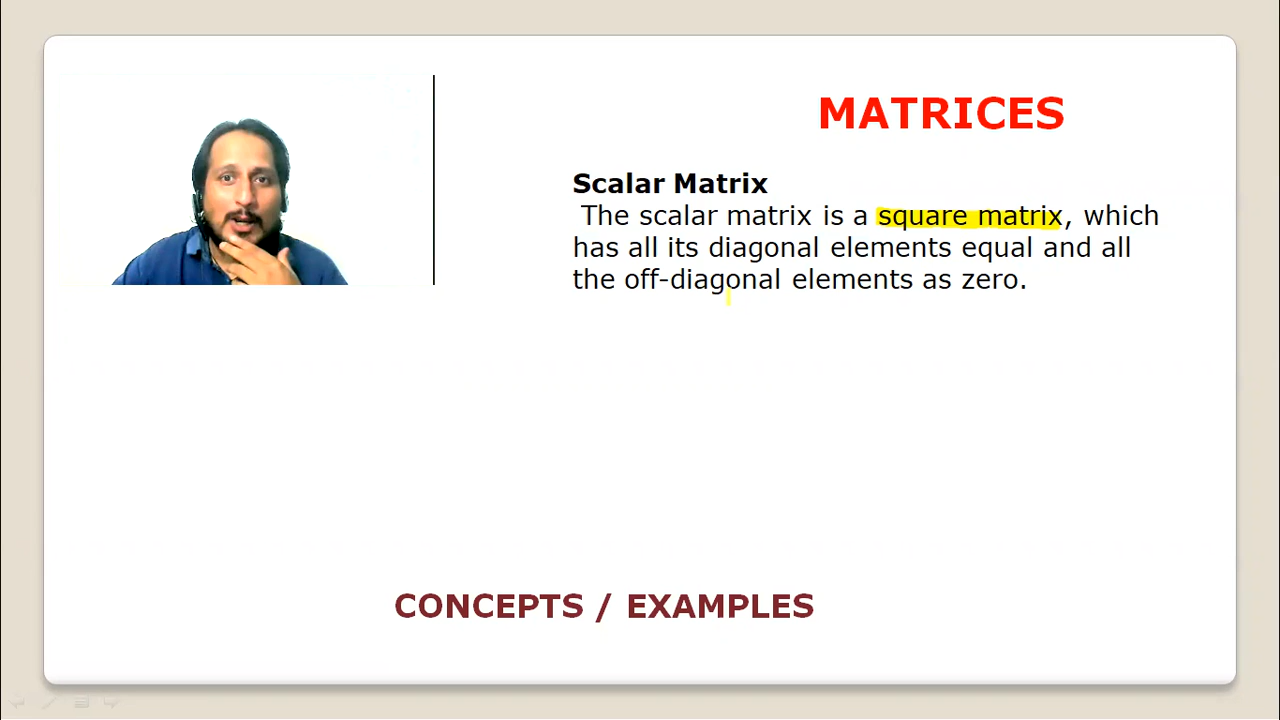 MATRICES
Scalar Matrix
The scalar matrix is a square matrix, which
has all its diagonal elements equal and all
the off-diagonal elements as zero.
CONCEPTS / EXAMPLES